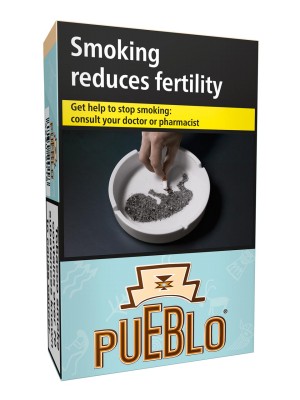 Smoking
reduces fertility
Get help to stop smoking:
consult your doctor or pharmacist
PUEBLO®